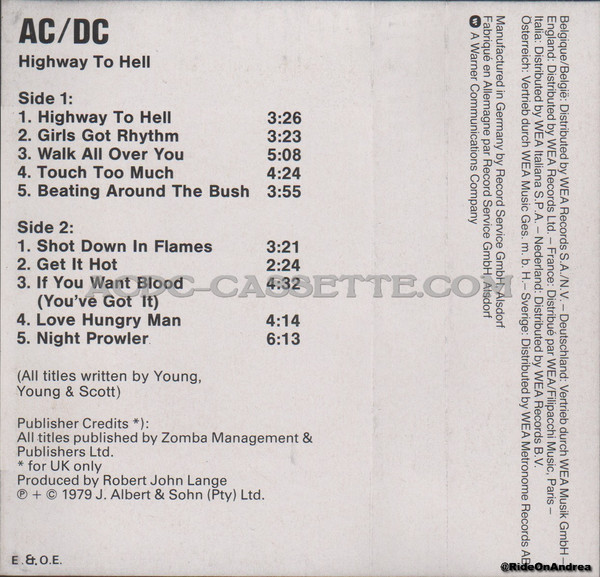 AC/DC
Highway To Hell
Side 1:
1. Highway To Hell 3:26
2. Girls Got Rhythm 3:23
3. Walk All Over You 5:08
4. Touch Too Much 4:24
5. Beating Around The Bush 3:55
Side 2:
1. Shot Down In Flames 3:21
2. Get It Hot 2:24
3. If You Want Blood 4:32
(You've Got It)
4. Love Hungry Man 4:14
5. Night Prowler 6:13
(All titles written by Young,
Young & Scott)
Publisher Credits *):
All titles published by Zomba Management &
Publishers Ltd.
* for UK only
Produced by Robert John Lange
℗ + © 1979 J. Albert & Sohn (Pty) Ltd.
E. & O.E.
Belgique/België: Distributed by WEA Records S.A./N.V. – Deutschland: Vertrieb durch WEA Musik GmbH –
England: Distributed by WEA Records Ltd. – France: Distribué par WEA/Filipacchi Music, Paris –
Italia: Distributed by WEA Italiana S.P.A. – Nederland: Distributed by WEA Records B.V.
Österreich: Vertrieb durch WEA Music Ges. m. b. H. – Sverige: Distributed by WEA Metronome Records AB
Manufactured in Germany by Record Service GmbH, Alsdorf
Fabriqué en Allemagne par Record Service GmbH, Alsdorf
A Warner Communications Company
ACDC-CASSETTE.COM
@RideOnAndrea